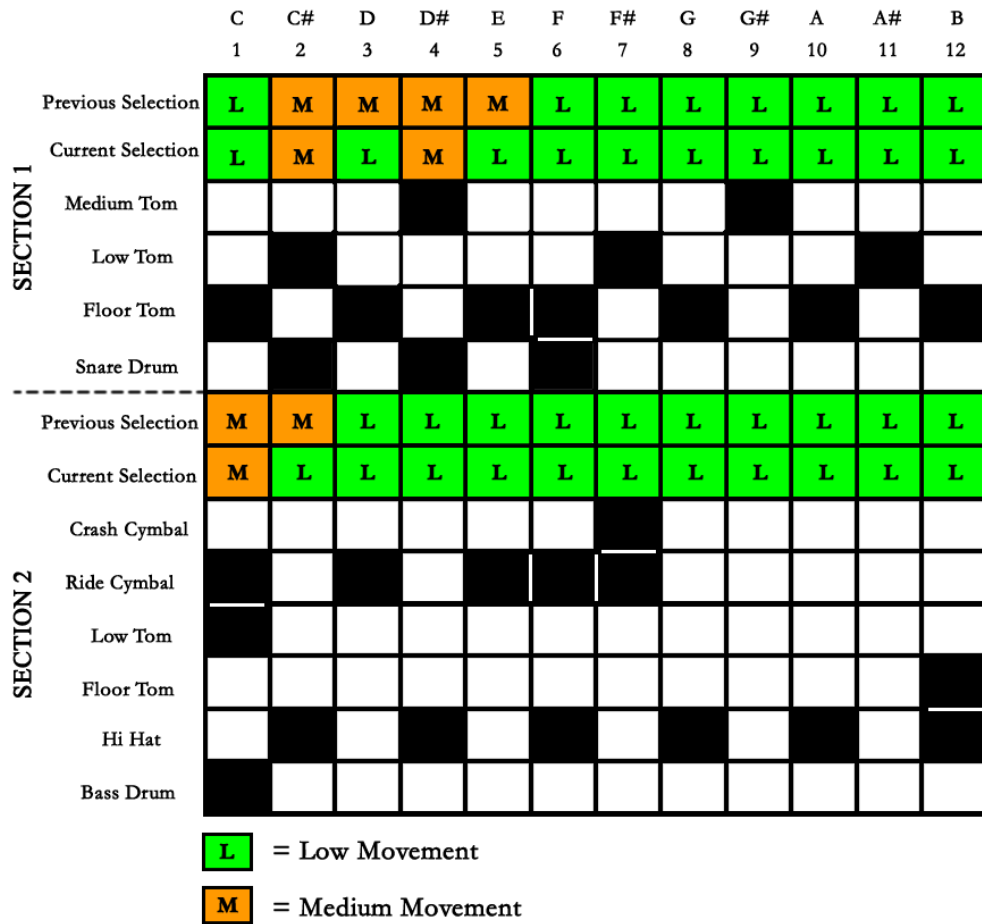 C C# D D# E F F# G G# A A# B
1 2 3 4 5 6 7 8 9 10 11 12
SECTION 1
Previous Selection L M M M M L L L L L L L
Current Selection L M L M L L L L L L L L
Medium Tom
Low Tom
Floor Tom
Snare Drum
SECTION 2
Previous Selection M M L L L L L L L L L L
Current Selection M L L L L L L L L L L L
Crash Cymbal
Ride Cymbal
Low Tom
Floor Tom
Hi Hat
Bass Drum
L = Low Movement
M = Medium Movement